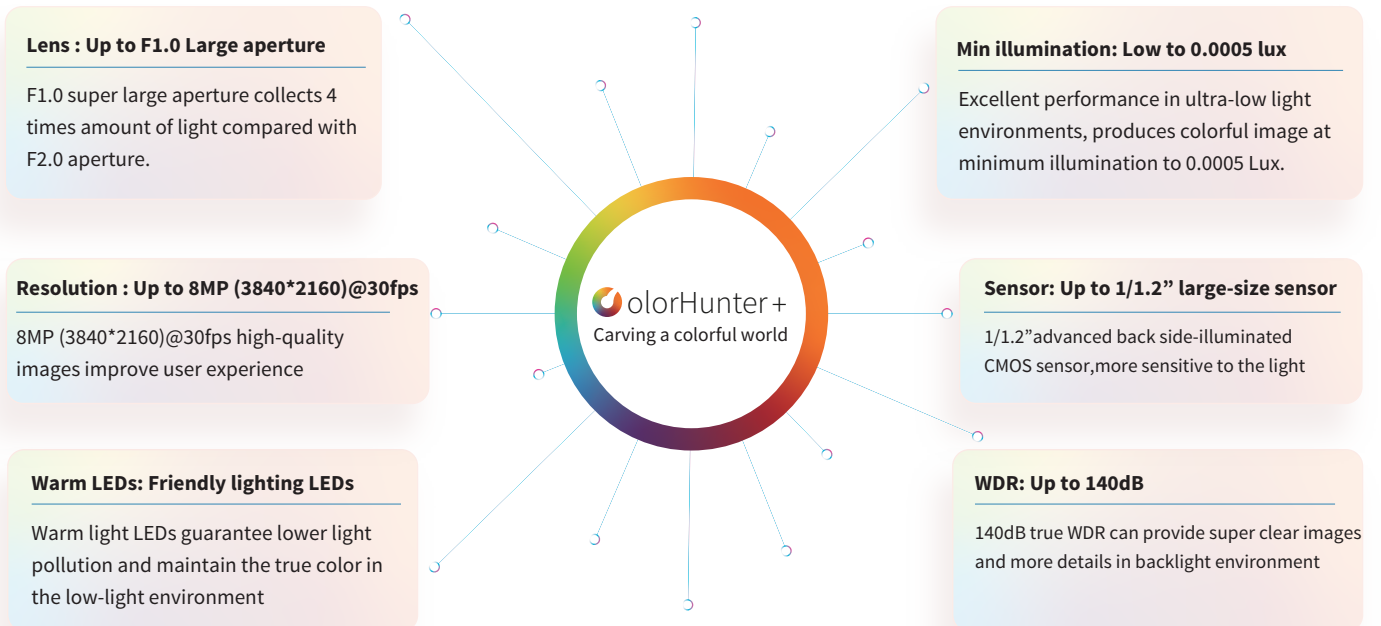 Lens : Up to F1.0 Large aperture
F1.0 super large aperture collects 4
times amount of light compared with
F2.0 aperture.
Resolution : Up to 8MP (3840*2160)@30fps
8MP (3840*2160)@30fps high-quality
images improve user experience
Warm LEDs: Friendly lighting LEDs
Warm light LEDs guarantee lower light
pollution and maintain the true color in
the low-light environment
ColorHunter+
Carving a colorful world
Min illumination: Low to 0.0005 lux
Excellent performance in ultra-low light
environments, produces colorful image at
minimum illumination to 0.0005 Lux.
Sensor: Up to 1/1.2” large-size sensor
1/1.2”advanced back side-illuminated
CMOS sensor,more sensitive to the light
WDR: Up to 140dB
140dB true WDR can provide super clear images
and more details in backlight environment